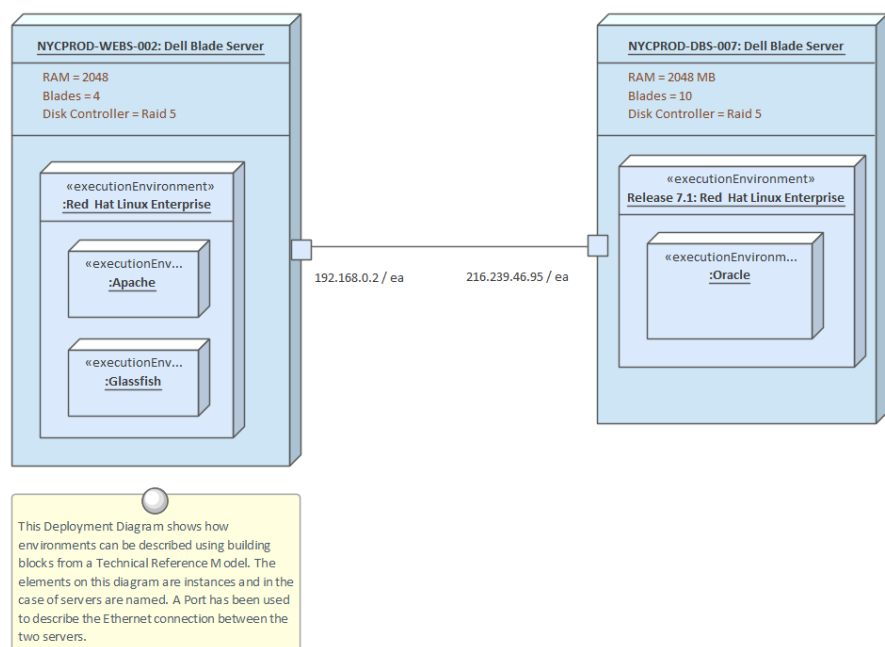 NYCPROD-WEBS-002: Dell Blade Server
RAM = 2048
Blades = 4
Disk Controller = Raid 5
«executionEnvironment»
:Red Hat Linux Enterprise
«executionEnv...
:Apache
«executionEnv...
:Glassfish
192.168.0.2 / ea
216.239.46.95 / ea
NYCPROD-DBS-007: Dell Blade Server
RAM = 2048 MB
Blades = 10
Disk Controller = Raid 5
«executionEnvironment»
Release 7.1: Red Hat Linux Enterprise
«executionEnvironm...
:Oracle
This Deployment Diagram shows how
environments can be described using building
blocks from a Technical Reference Model. The
elements on this diagram are instances and in the
case of servers are named. A Port has been used
to describe the Ethernet connection between the
two servers.